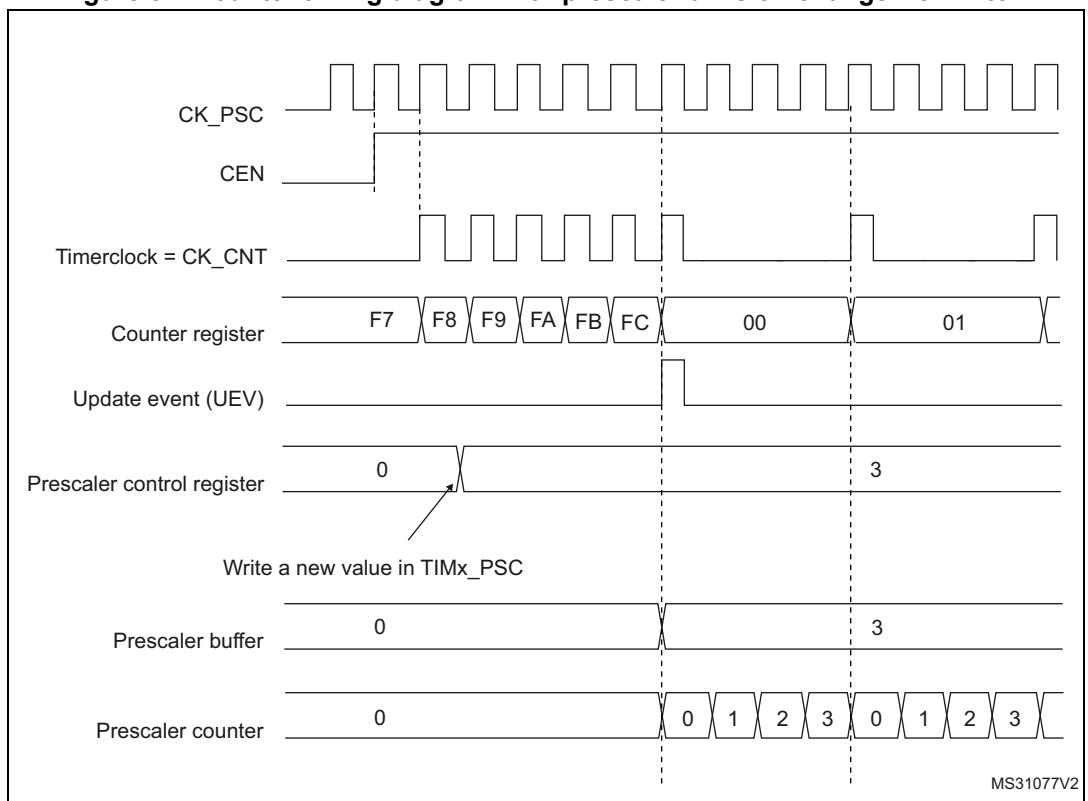 CK_PSC
CEN
Timerclock = CK_CNT
Counter register
F7 F8 F9 FA FB FC 00 01
Update event (UEV)
Prescaler control register
0 3
Write a new value in TIMx_PSC
Prescaler buffer
0 3
Prescaler counter
0 0 1 2 3 0 1 2 3
MS31077V2